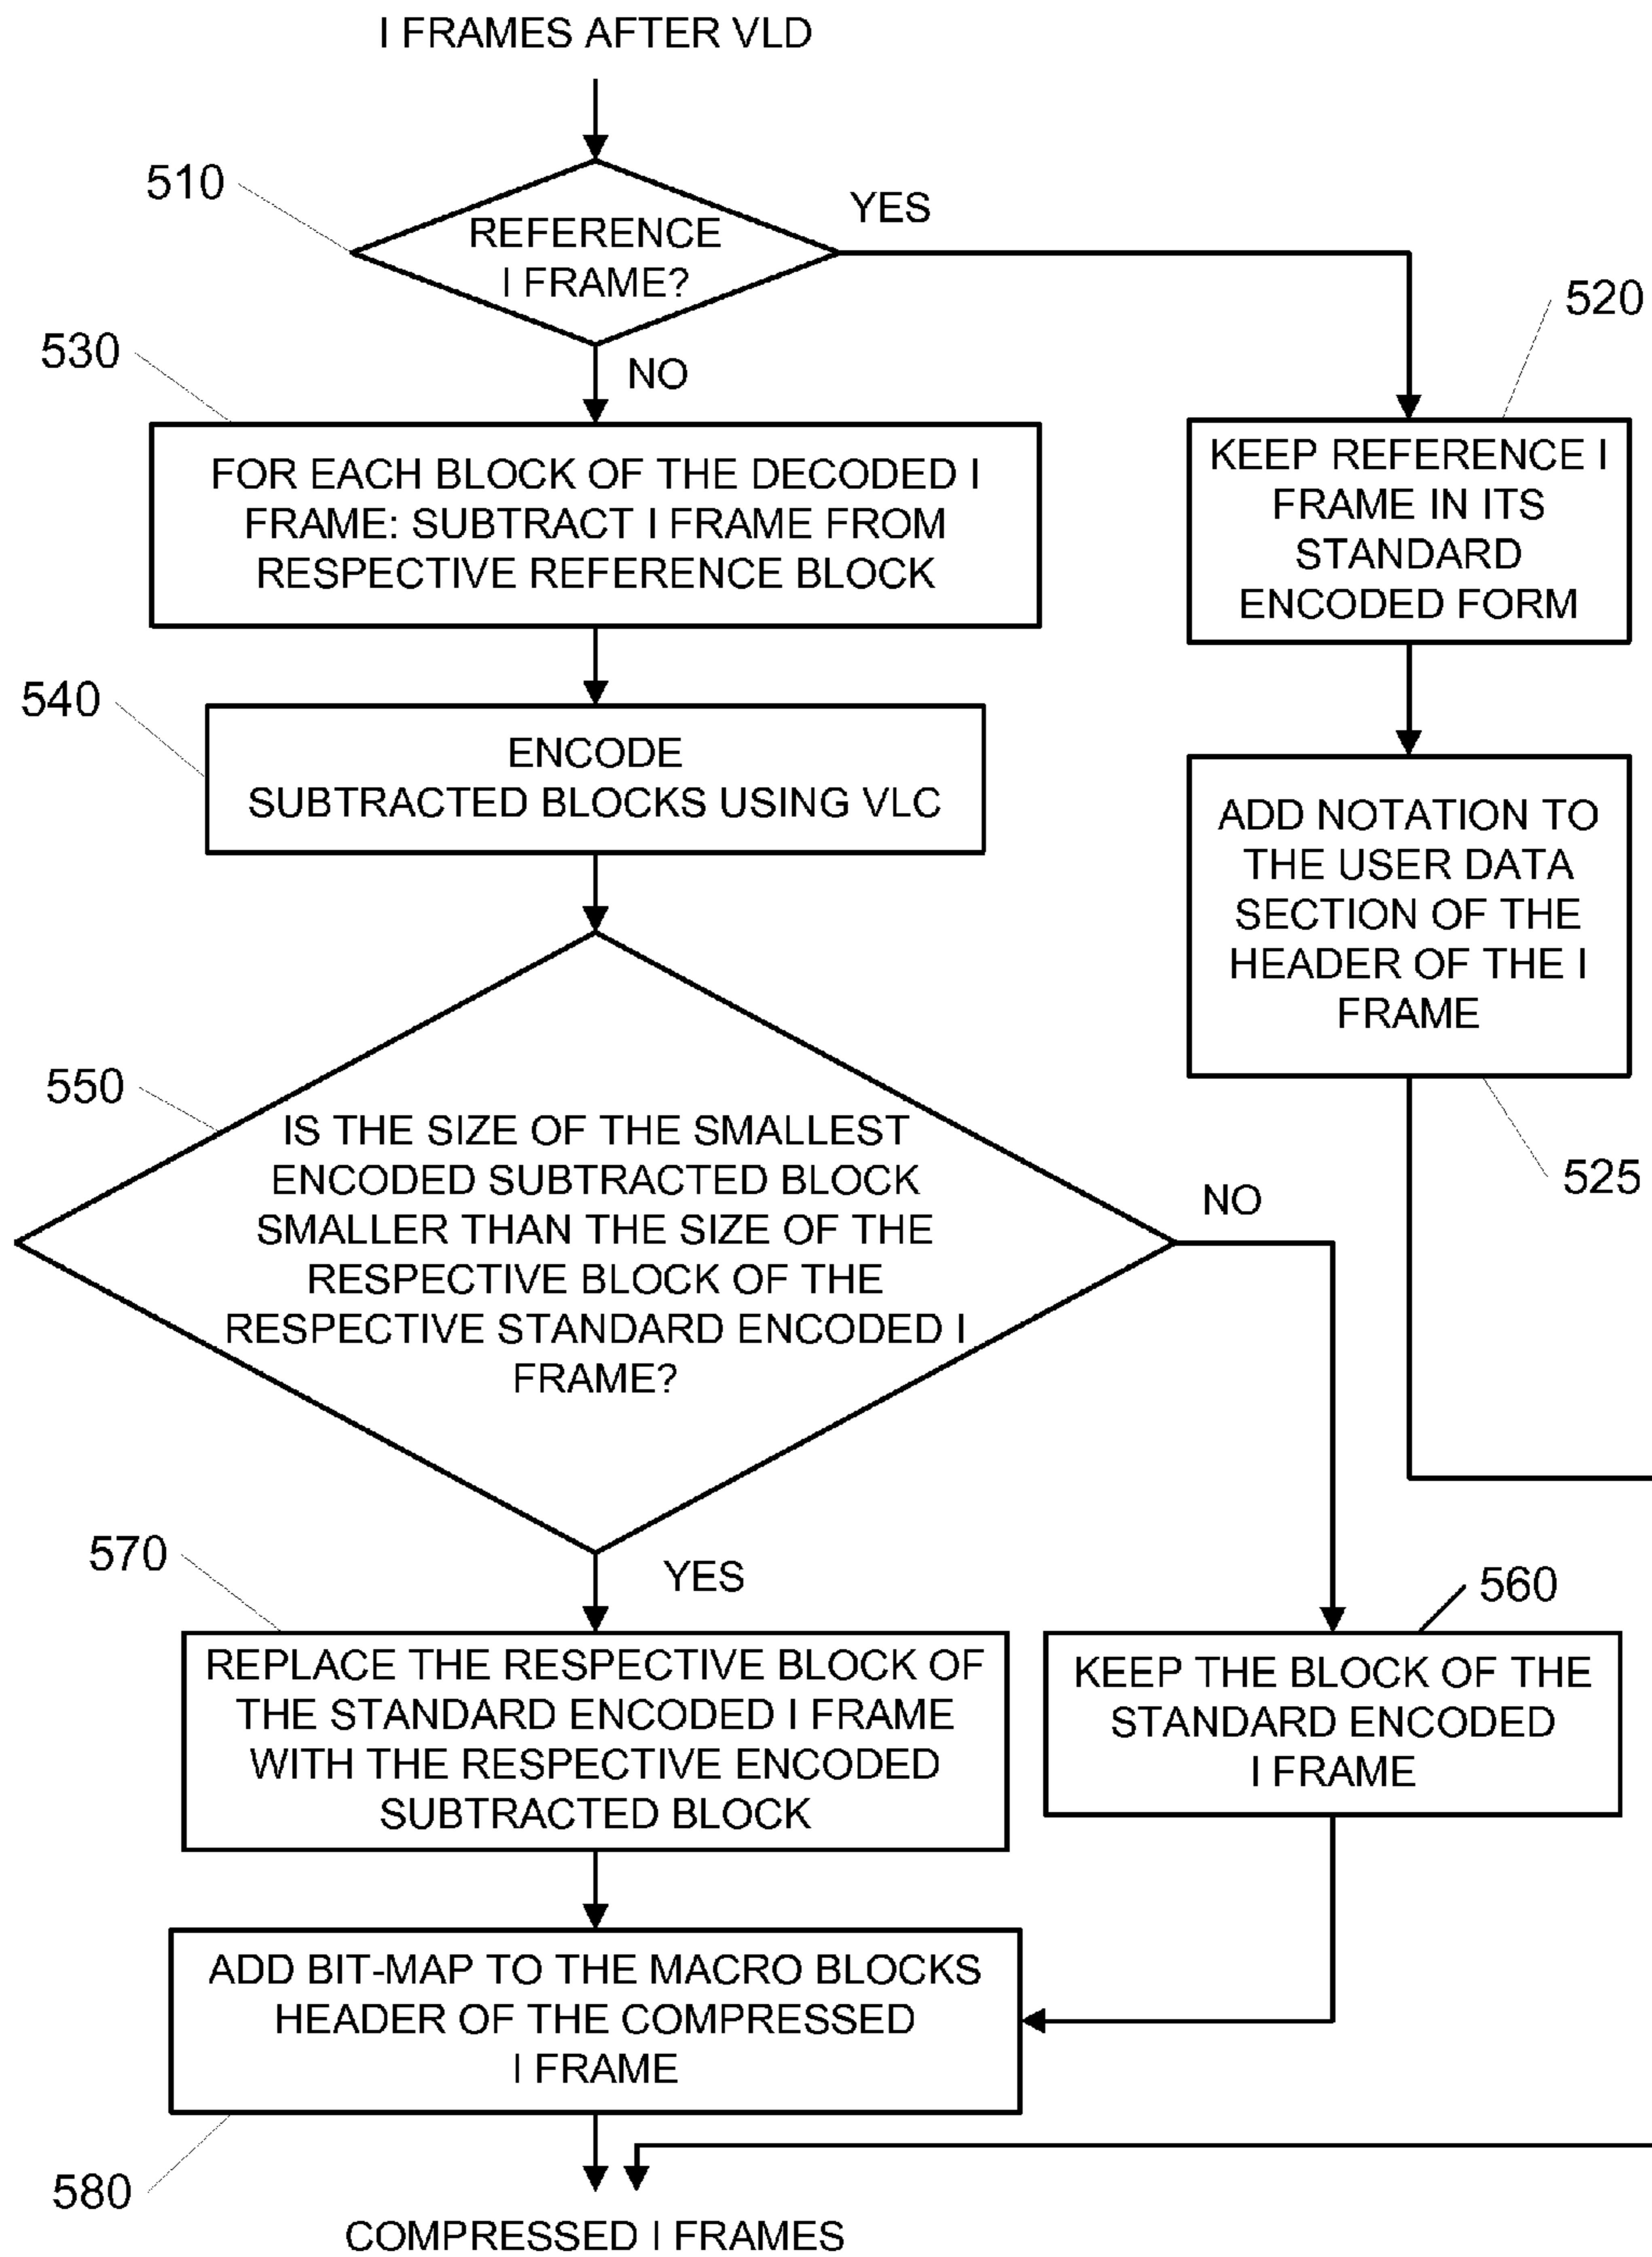 I FRAMES AFTER VLD
510
REFERENCE
I FRAME?
YES
520
530
NO
FOR EACH BLOCK OF THE DECODED I
FRAME: SUBTRACT I FRAME FROM
RESPECTIVE REFERENCE BLOCK
KEEP REFERENCE I
FRAME IN ITS
STANDARD
ENCODED FORM
540
ENCODE
SUBTRACTED BLOCKS USING VLC
ADD NOTATION TO
THE USER DATA
SECTION OF THE
HEADER OF THE I
FRAME
525
550
IS THE SIZE OF THE SMALLEST
ENCODED SUBTRACTED BLOCK
SMALLER THAN THE SIZE OF THE
RESPECTIVE BLOCK OF THE
RESPECTIVE STANDARD ENCODED I
FRAME?
NO
570
YES
560
REPLACE THE RESPECTIVE BLOCK OF
THE STANDARD ENCODED I FRAME
WITH THE RESPECTIVE ENCODED
SUBTRACTED BLOCK
KEEP THE BLOCK OF THE
STANDARD ENCODED
I FRAME
ADD BIT-MAP TO THE MACRO BLOCKS
HEADER OF THE COMPRESSED
I FRAME
580
COMPRESSED I FRAMES